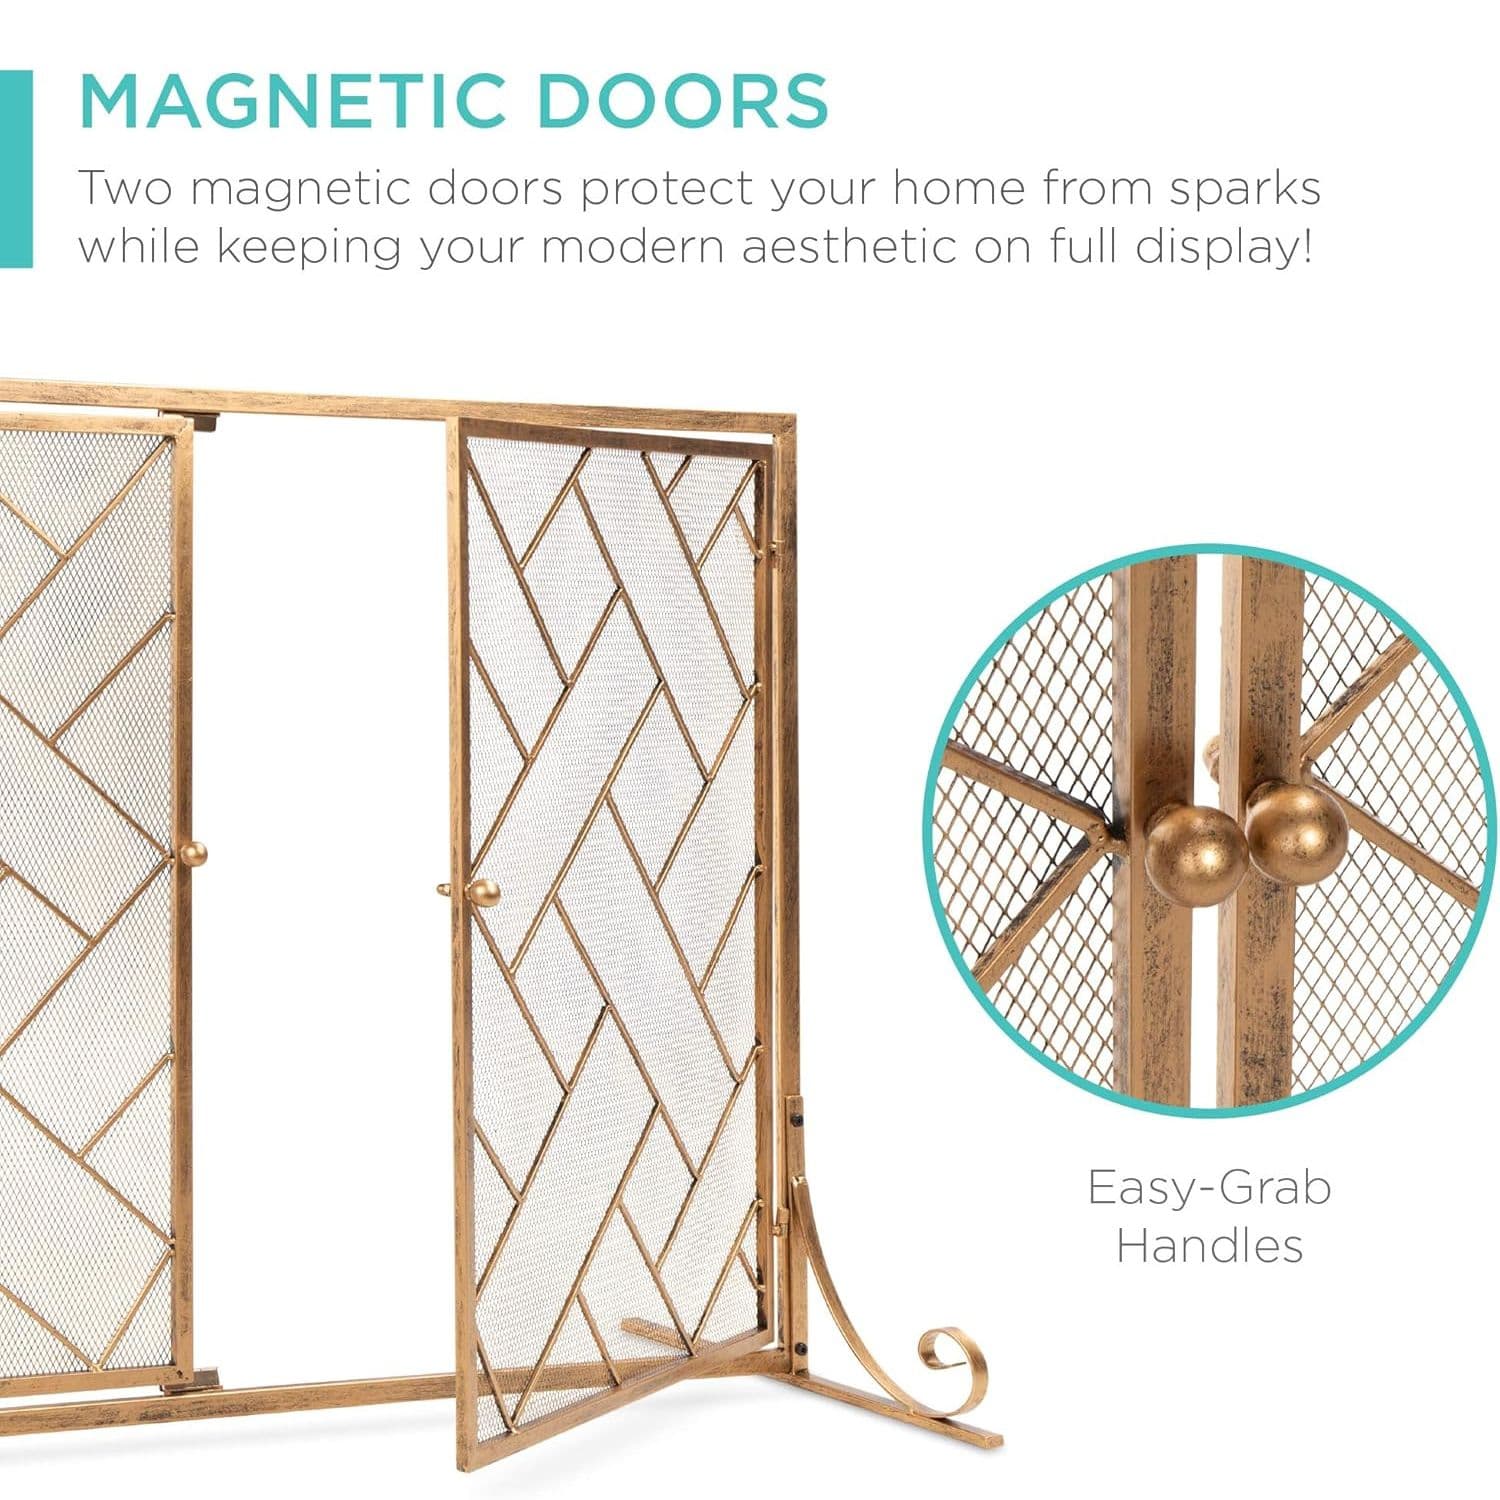 MAGNETIC DOORS
Two magnetic doors protect your home from sparks
while keeping your modern aesthetic on full display!
Easy-Grab
Handles